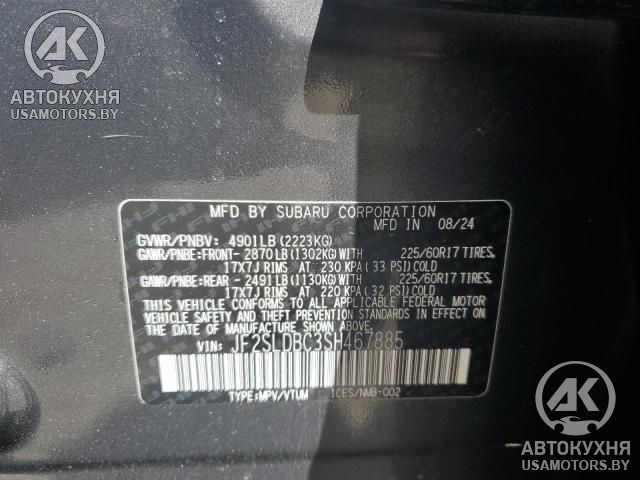 AK
АВТОКУХНЯ
USAMOTORS.BY
MFD BY SUBARU CORPORATION
MFD IN 08/24
GVWR/PNBV: 4901LB(2223KG)
GAWR/PNBE:FRONT- 2870LB(1302KG)WITH 225/60R17 TIRES,
17X7J RIMS AT 230 KPA(33 PSI)COLD
GAWR/PNBE:REAR - 2491LB(1130KG)WITH 225/60R17 TIRES,
17X7J RIMS AT 220 KPA(32 PSI)COLD
THIS VEHICLE CONFORMS TO ALL APPLICABLE FEDERAL MOTOR
VEHICLE SAFETY AND THEFT PREVENTION STANDARDS IN EFFECT
ON THE DATE OF MANUFACTURE SHOWN ABOVE.
VIN: JF2SLDBC3SH467885
TYPE:MPV/VTUM 1CES/NMB-002
AK
АВТОКУХНЯ
USAMOTORS.BY